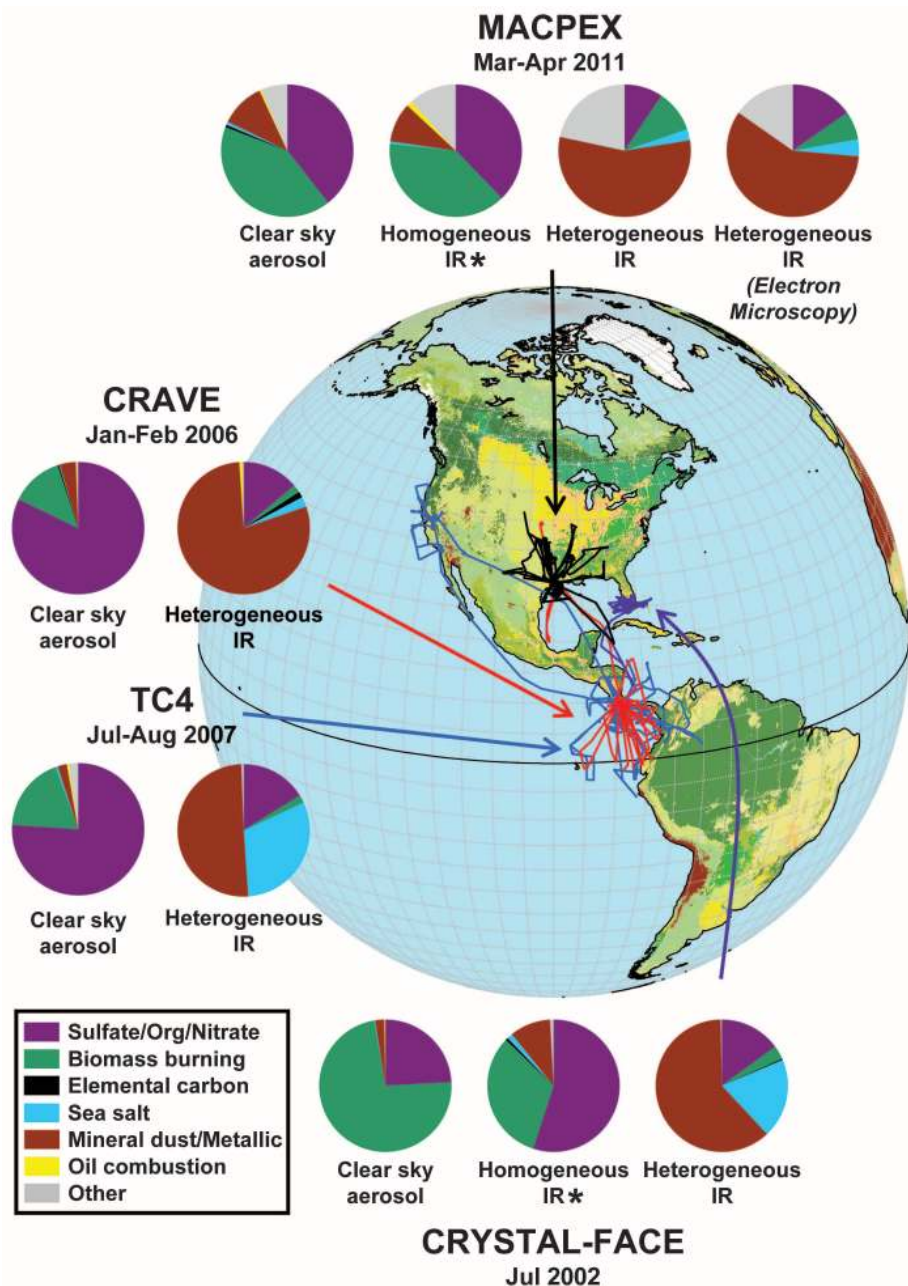 MACPEX
Mar-Apr 2011
Clear sky
aerosol
Homogeneous
IR*
Heterogeneous
IR
Heterogeneous
IR
(Electron
Microscopy)
CRAVE
Jan-Feb 2006
Clear sky
aerosol
Heterogeneous
IR
TC4
Jul-Aug 2007
Clear sky
aerosol
Heterogeneous
IR
Sulfate/Org/Nitrate
Biomass burning
Elemental carbon
Sea salt
Mineral dust/Metallic
Oil combustion
Other
Clear sky
aerosol
Homogeneous
IR*
Heterogeneous
IR
CRYSTAL-FACE
Jul 2002